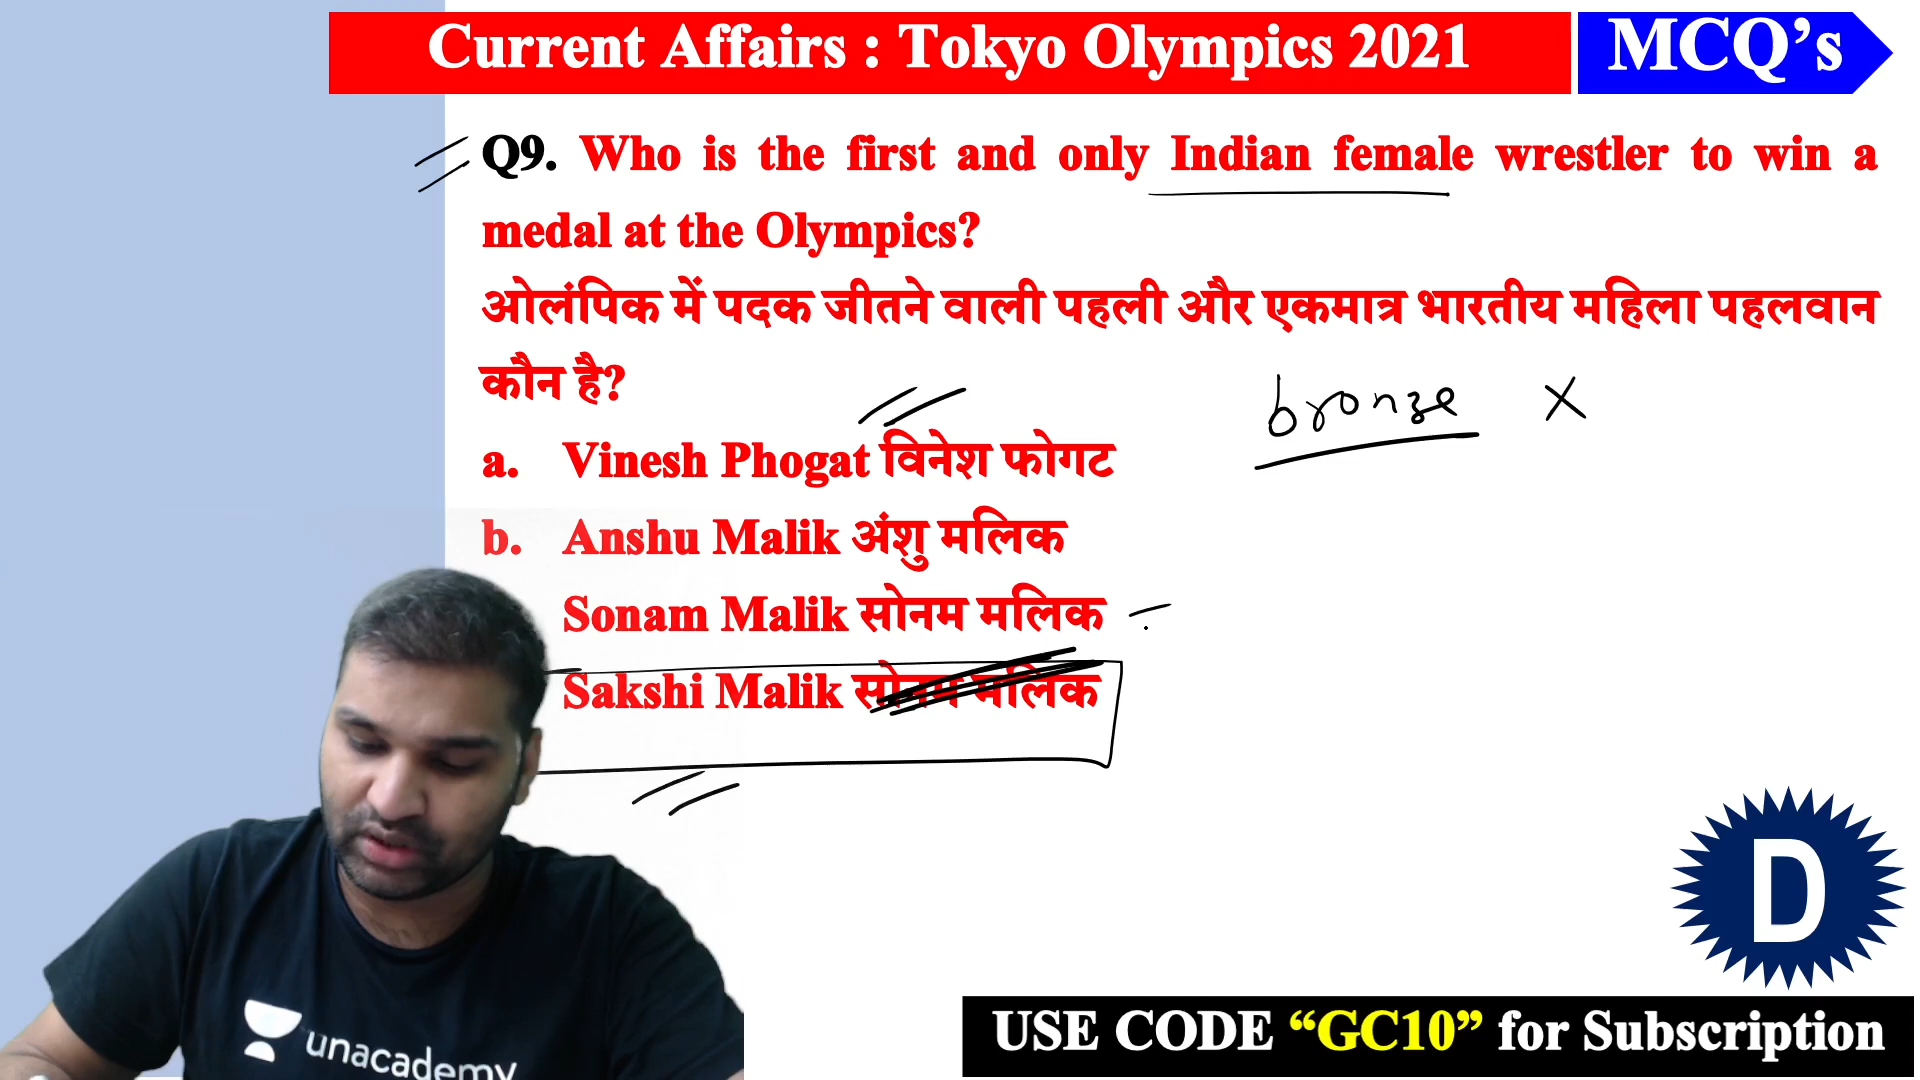 Current Affairs : Tokyo Olympics 2021
MCQ's
Q9. Who is the first and only Indian female wrestler to win a
medal at the Olympics?
ओलंपिक में पदक जीतने वाली पहली और एकमात्र भारतीय महिला पहलवान
कौन है?
bronze X
a. Vinesh Phogat विनेश फोगट
b. Anshu Malik अंशु मलिक
Sonam Malik सोनम मलिक
Sakshi Malik सोनम मलिक
D
unacademy
USE CODE “GC10” for Subscription